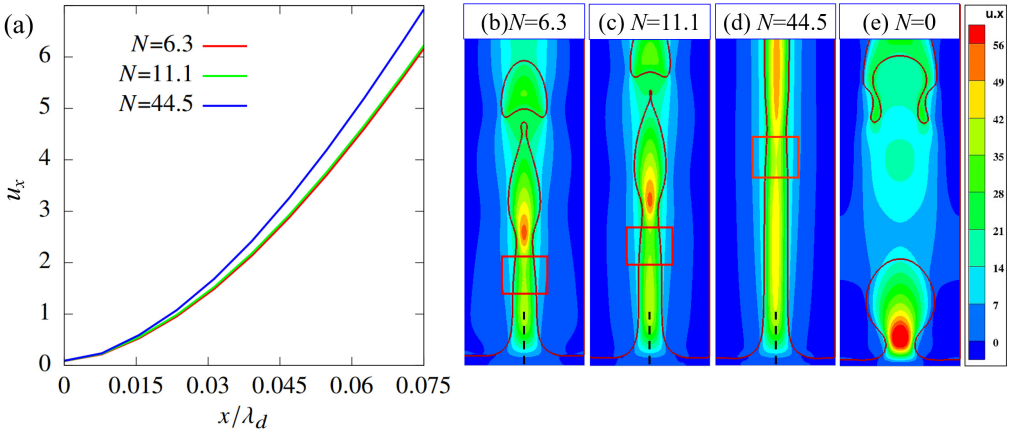 (a)
N=6.3
N=11.1
N=44.5
6
5
4
3
2
1
0
u_x
0 0.015 0.03 0.045 0.06 0.075
x/λ_d
(b) N=6.3
(c) N=11.1
(d) N=44.5
(e) N=0
u.x
56
49
42
35
28
21
14
7
0